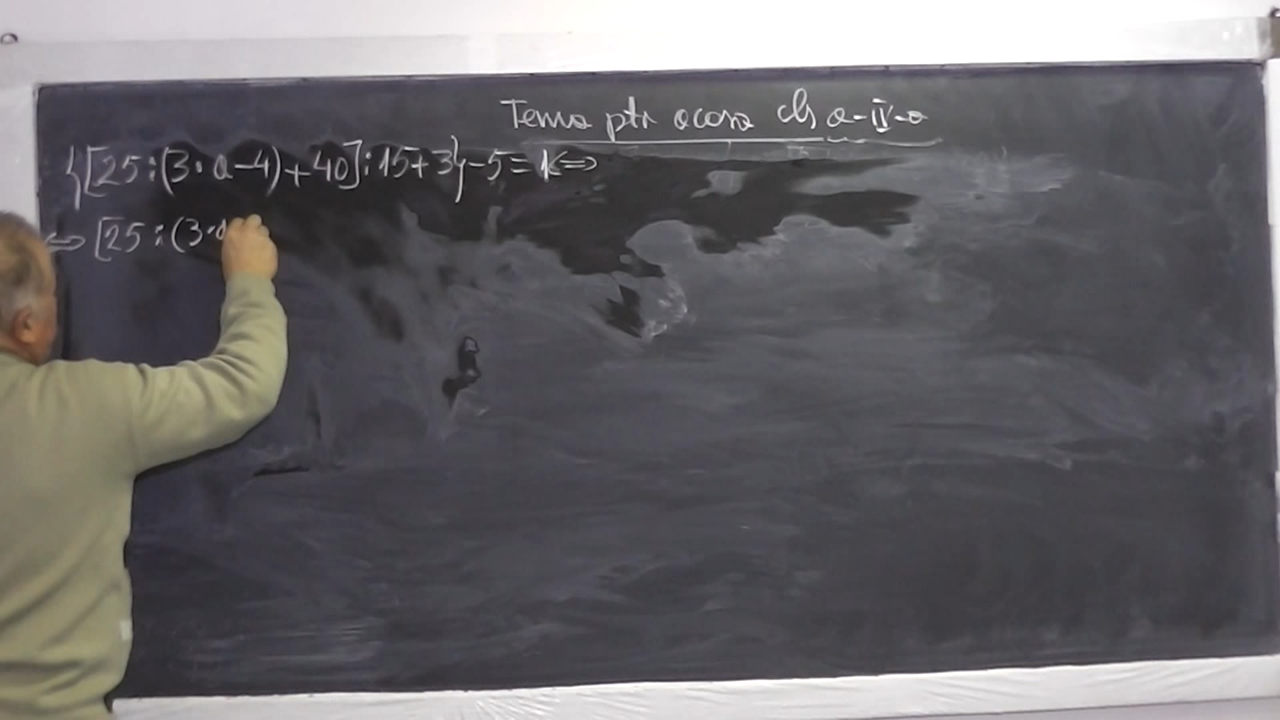 Tema ptr acasa cls a-IV-a
{[25:(3·a-4)+40]:15+3}-5=1⇔
⇔ [25:(3·